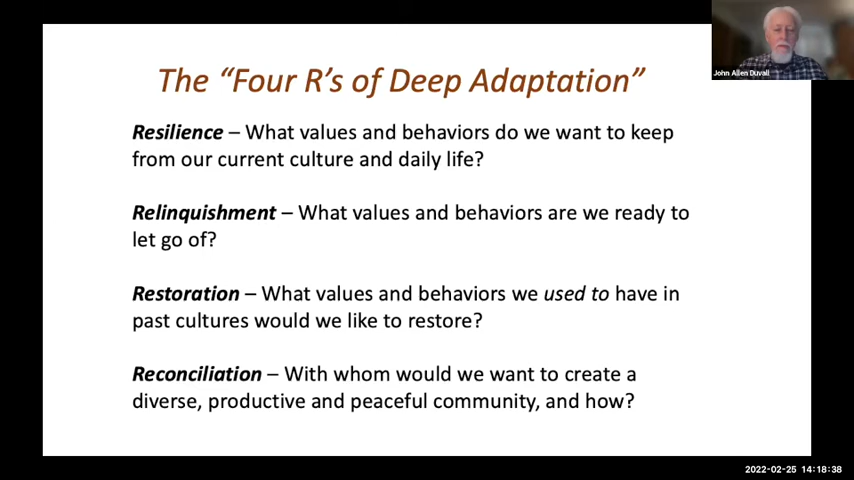 The “Four R’s of Deep Adaptation”
John Allen Duvall
Resilience – What values and behaviors do we want to keep
from our current culture and daily life?
Relinquishment – What values and behaviors are we ready to
let go of?
Restoration – What values and behaviors we used to have in
past cultures would we like to restore?
Reconciliation – With whom would we want to create a
diverse, productive and peaceful community, and how?
2022-02-25 14:18:38